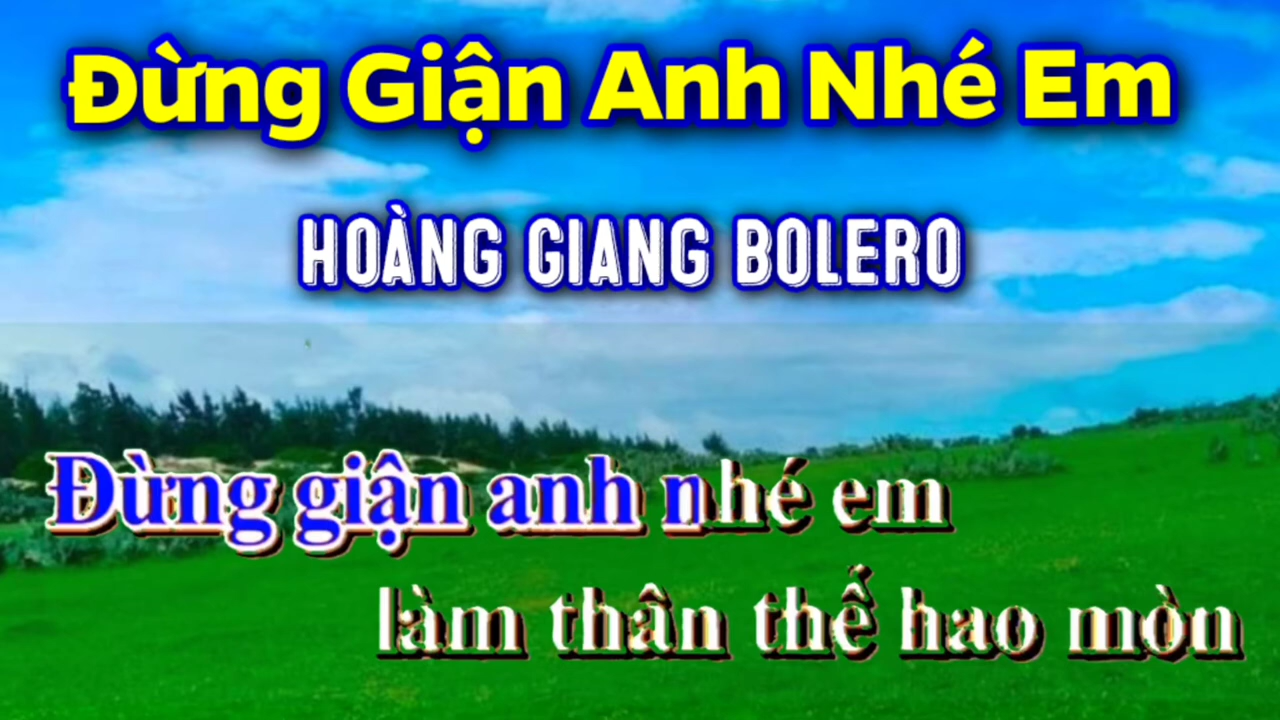 Đừng Giận Anh Nhé Em
HOÀNG GIANG BOLERO
Đừng giận anh nhé em
làm thân thế hao mòn